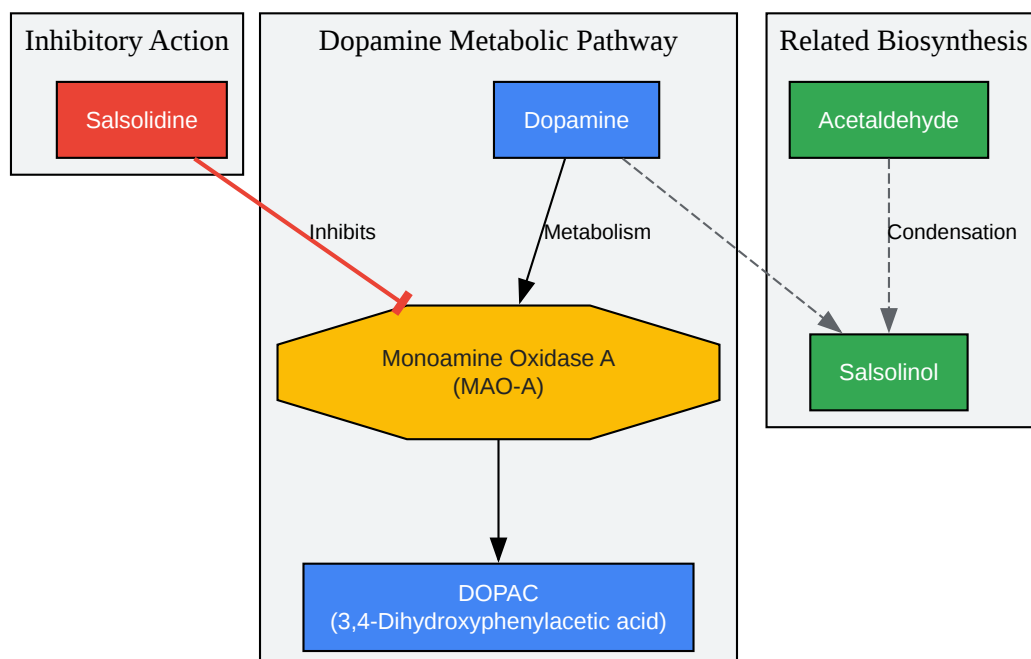 Inhibitory Action
Dopamine Metabolic Pathway
Related Biosynthesis
Salsolidine
Dopamine
Acetaldehyde
Inhibits
Metabolism
Condensation
Monoamine Oxidase A
(MAO-A)
Salsolinol
DOPAC
(3,4-Dihydroxyphenylacetic acid)